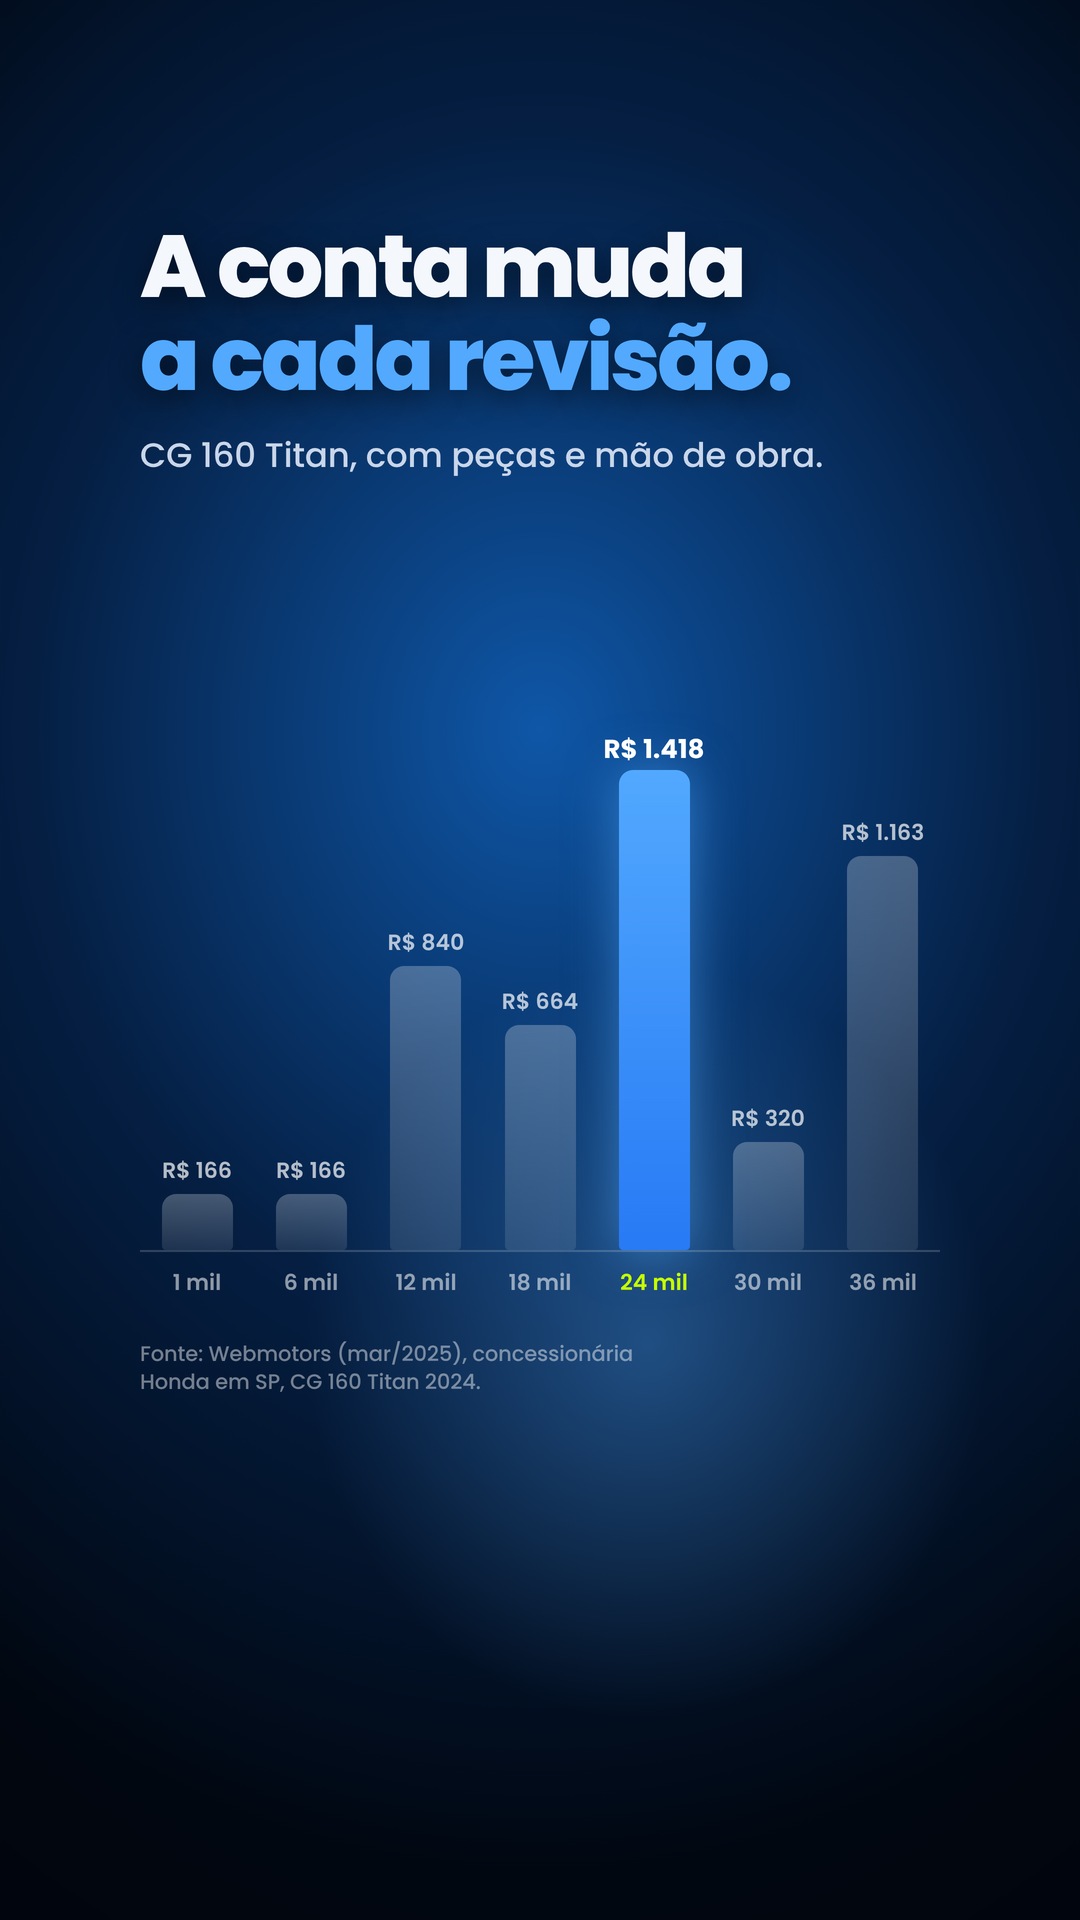 A conta muda
a cada revisão.
CG 160 Titan, com peças e mão de obra.
R$ 1.418
R$ 1.163
R$ 840
R$ 664
R$ 320
R$ 166
R$ 166
1 mil
6 mil
12 mil
18 mil
24 mil
30 mil
36 mil
Fonte: Webmotors (mar/2025), concessionária
Honda em SP, CG 160 Titan 2024.